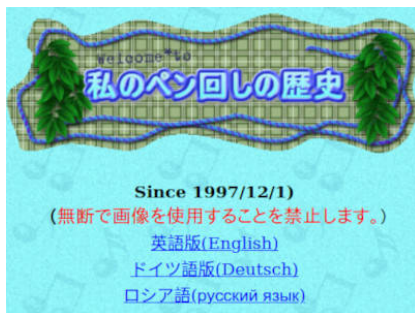 Welcome*to
私のペン回しの歴史
Since 1997/12/1)
(無断で画像を使用することを禁止します。)
英語版(English)
ドイツ語版(Deutsch)
ロシア語(русский язык)